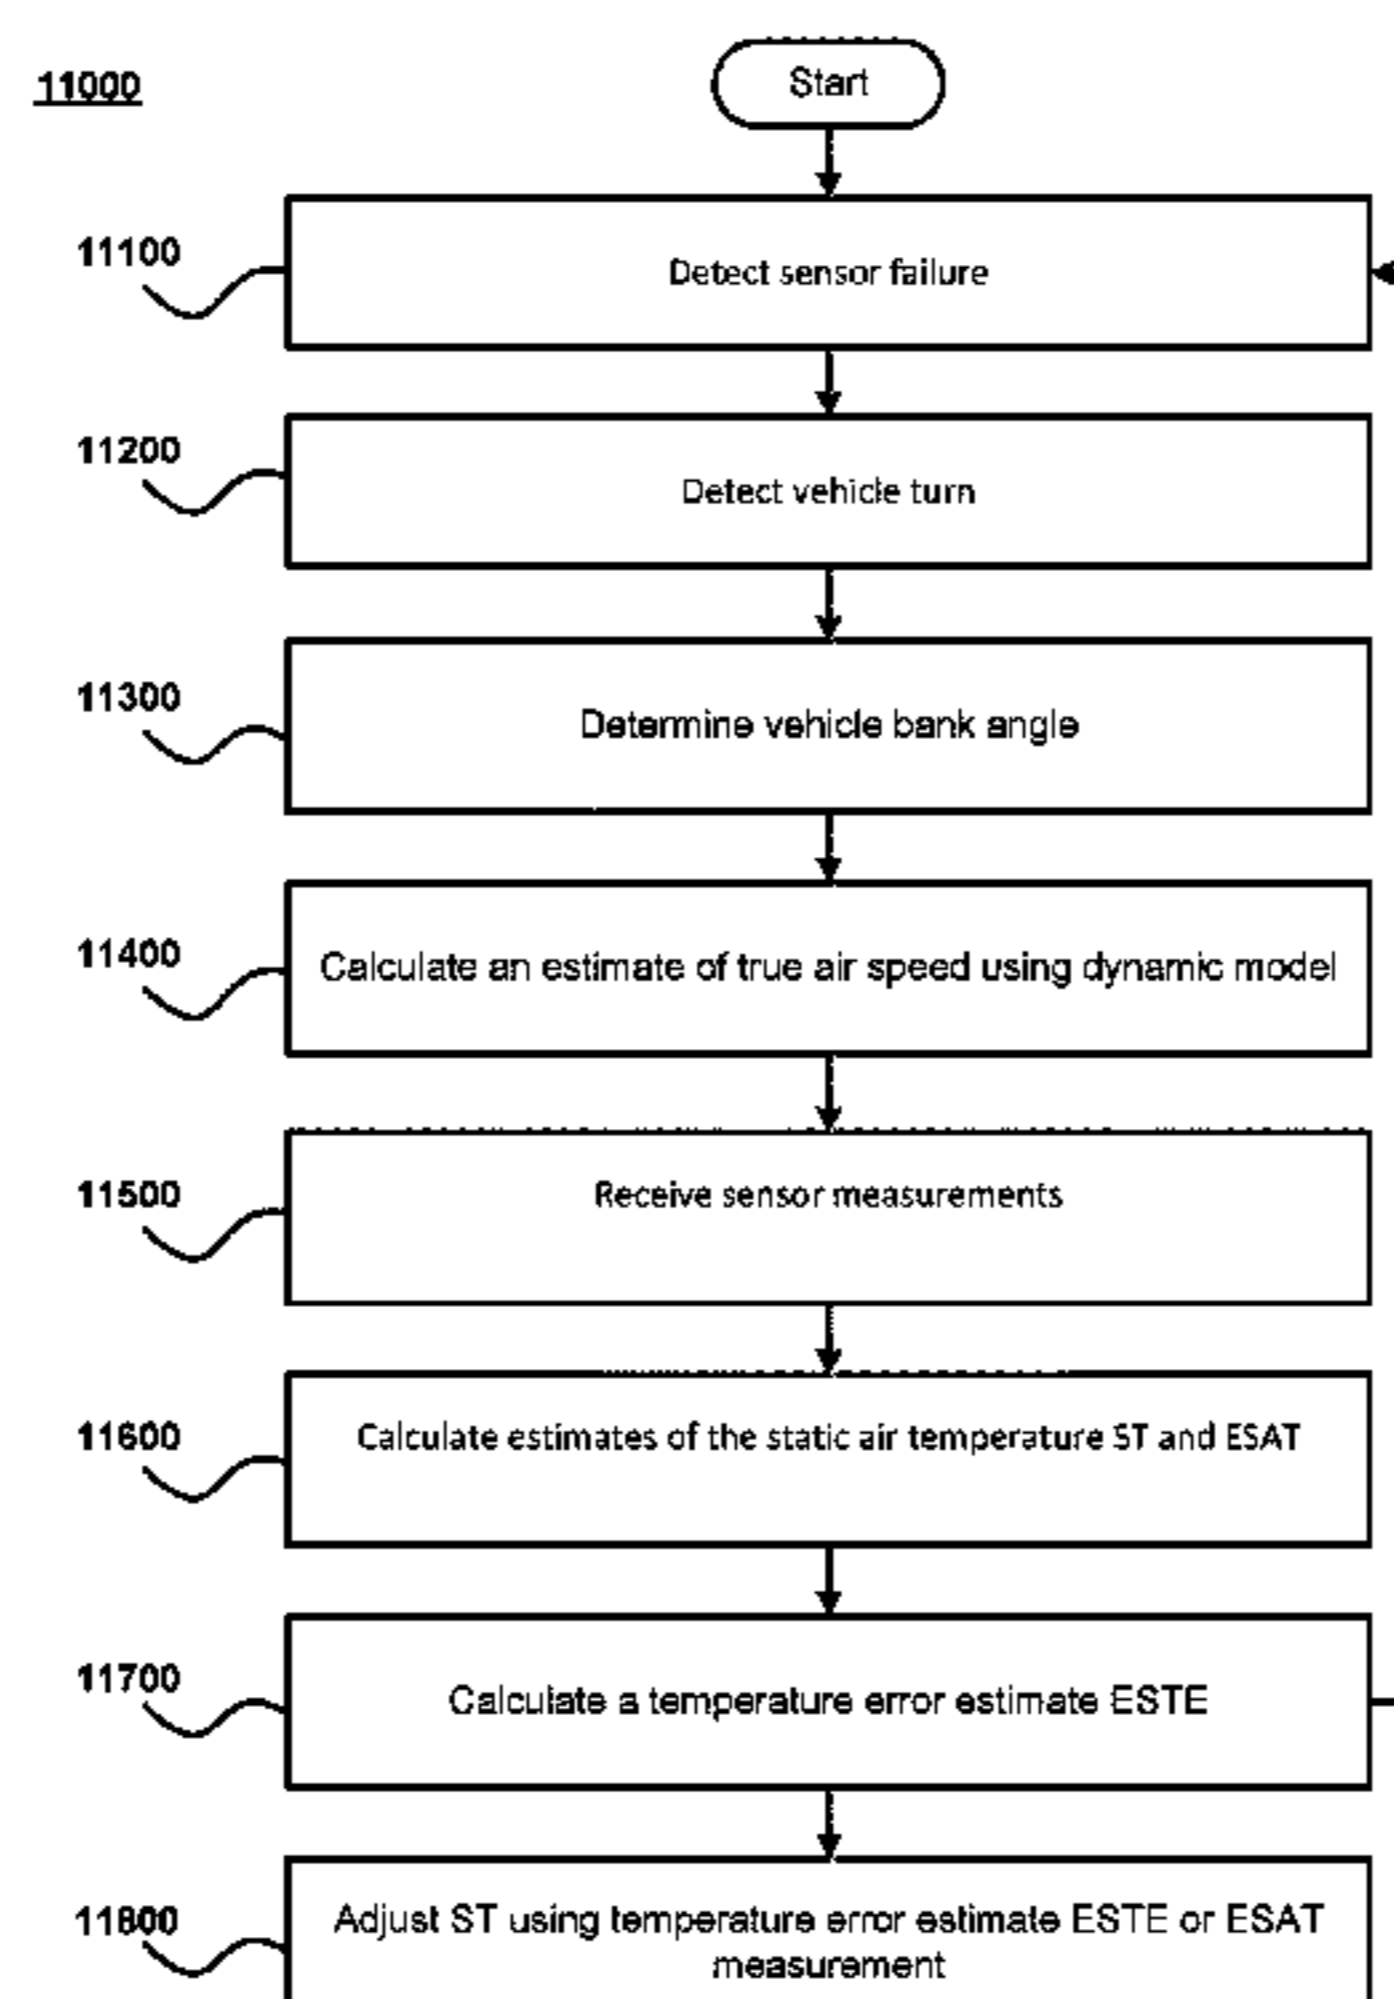 11000
Start
11100
Detect sensor failure
11200
Detect vehicle turn
11300
Determine vehicle bank angle
11400
Calculate an estimate of true air speed using dynamic model
11500
Receive sensor measurements
11600
Calculate estimates of the static air temperature ST and ESAT
11700
Calculate a temperature error estimate ESTE
11800
Adjust ST using temperature error estimate ESTE or ESAT
measurement